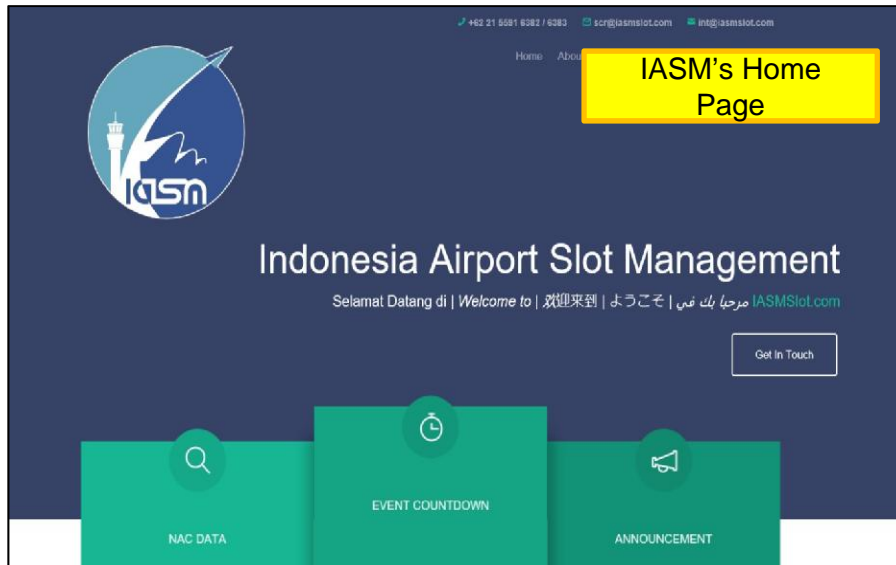 +62 21 5591 6382 / 6383 scr@iasmslot.com int@iasmslot.com
Home
IASM's Home
Page
iasm
Indonesia Airport Slot Management
Selamat Datang di | Welcome to | 欢迎来到 | ようこそ | مرحبا بك في IASMSlot.com
Get In Touch
EVENT COUNTDOWN
NAC DATA
ANNOUNCEMENT